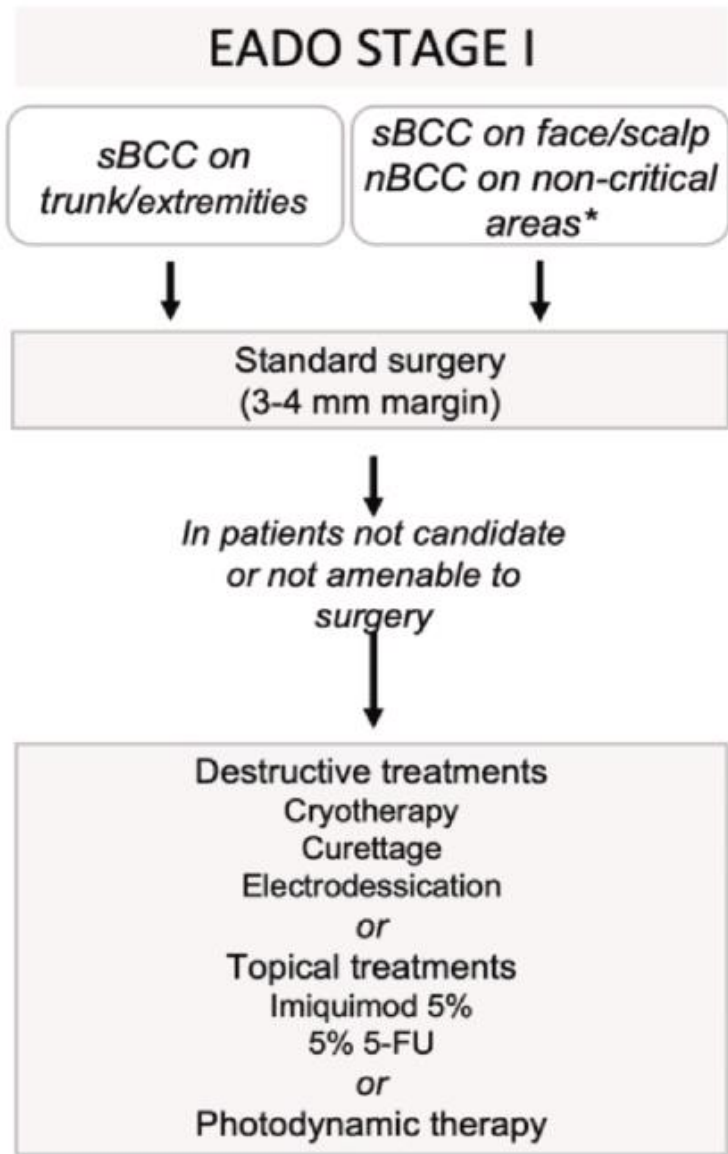 EADO STAGE I
sBCC on
trunk/extremities
sBCC on face/scalp
nBCC on non-critical
areas*
Standard surgery
(3-4 mm margin)
In patients not candidate
or not amenable to
surgery
Destructive treatments
Cryotherapy
Curettage
Electrodessication
or
Topical treatments
Imiquimod 5%
5% 5-FU
or
Photodynamic therapy